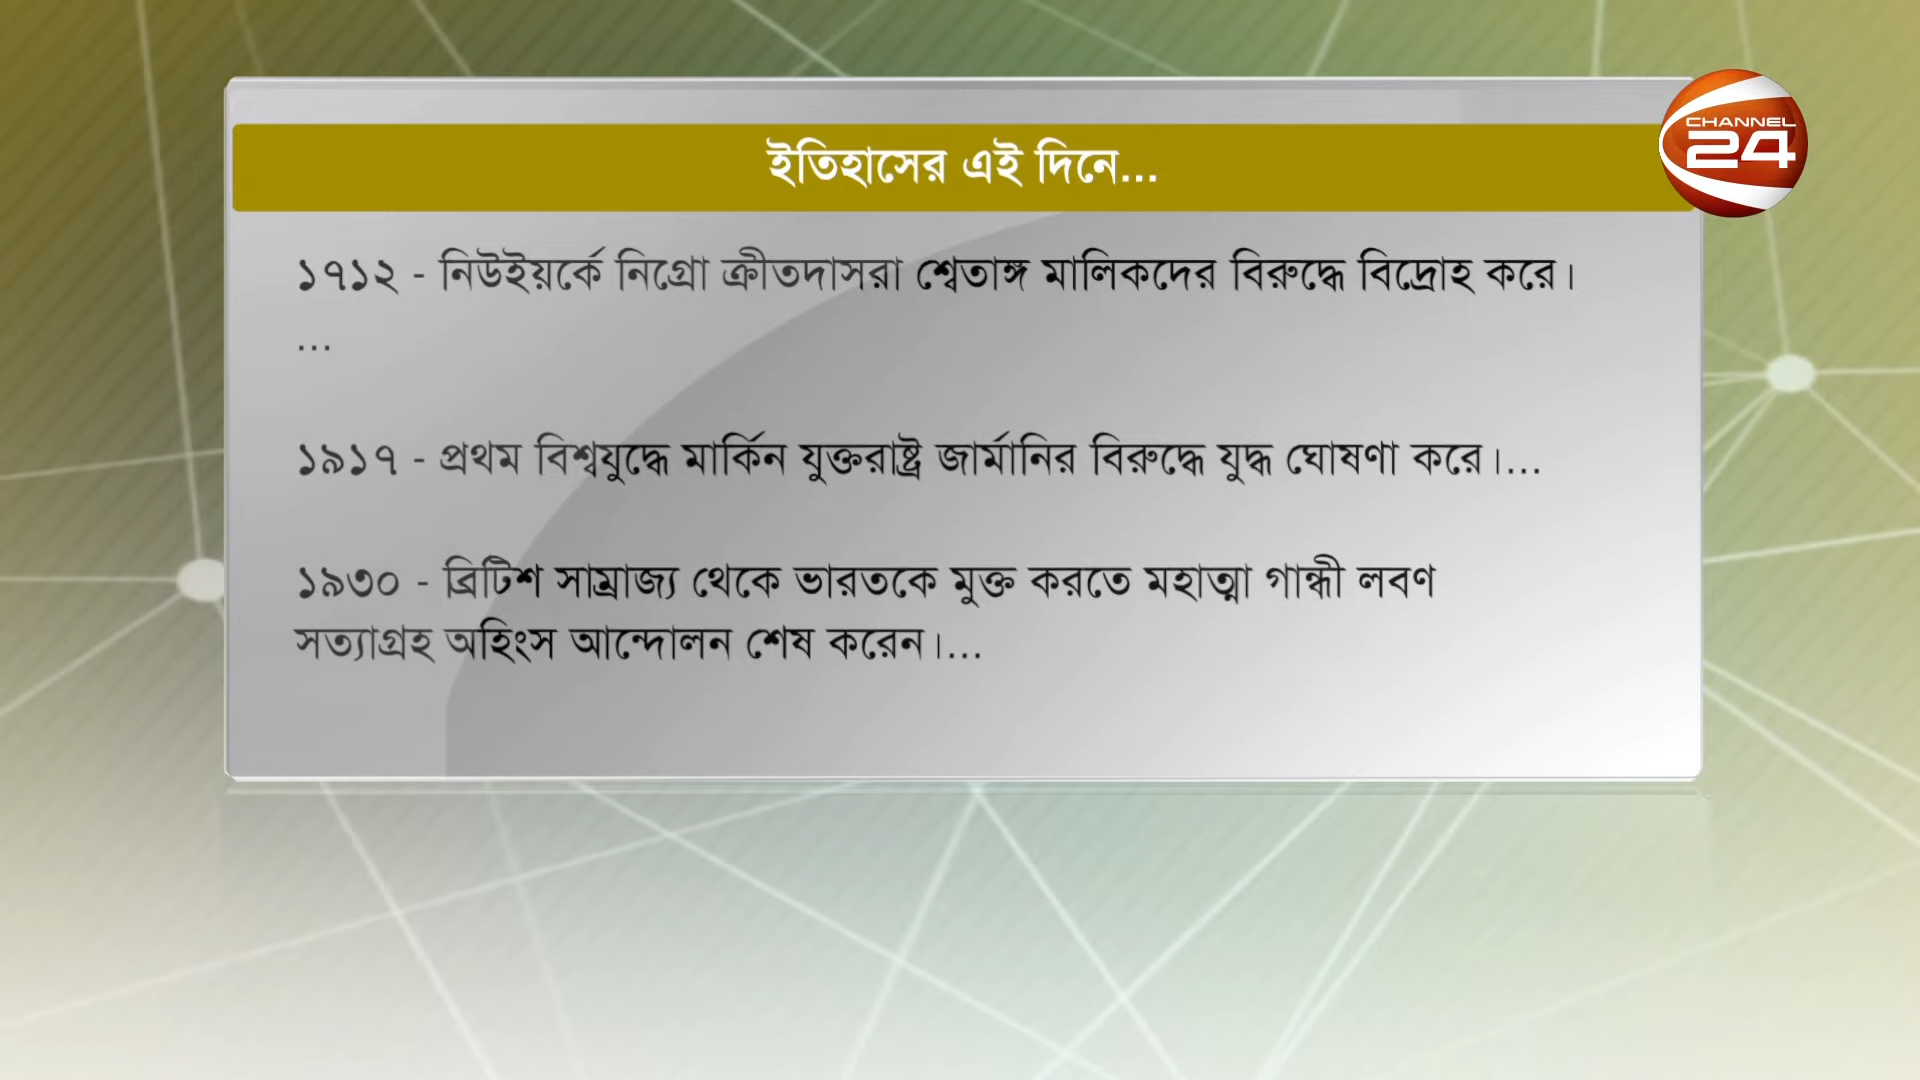 ইতিহাসের এই দিনে...
CHANNEL
24
১৭১২ - নিউইয়র্কে নিগ্রো ক্রীতদাসরা শ্বেতাঙ্গ মালিকদের বিরুদ্ধে বিদ্রোহ করে।
...
১৯১৭ - প্রথম বিশ্বযুদ্ধে মার্কিন যুক্তরাষ্ট্র জার্মানির বিরুদ্ধে যুদ্ধ ঘোষণা করে।...
১৯৩০ - ব্রিটিশ সাম্রাজ্য থেকে ভারতকে মুক্ত করতে মহাত্মা গান্ধী লবণ
সত্যাগ্রহ অহিংস আন্দোলন শেষ করেন।...